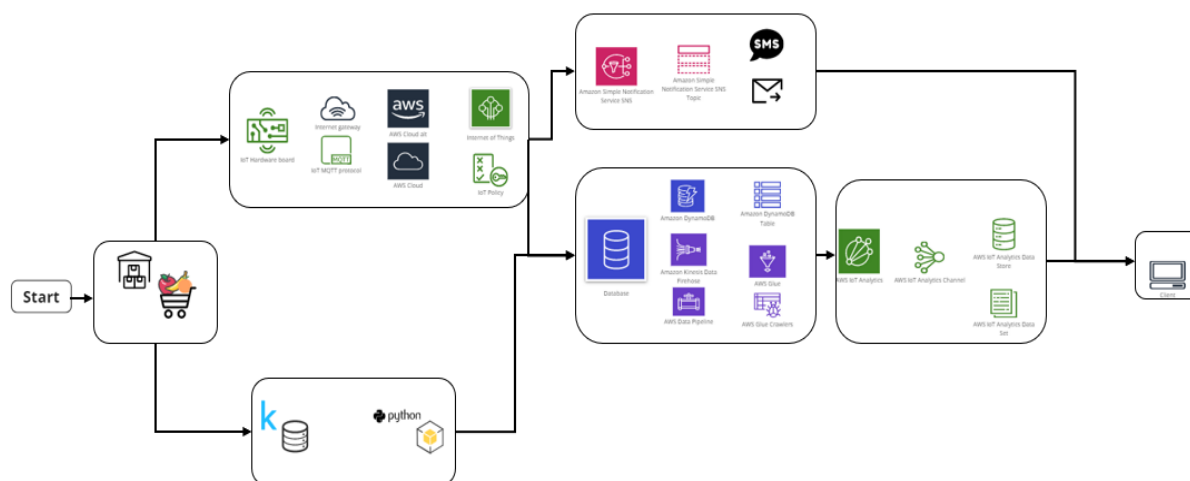 SMS
Amazon Simple Notification
Service SNS
Amazon Simple
Notification Service SNS
Topic
aws
Internet gateway
AWS Cloud alt
Internet of Things
IoT Hardware board
MQTT
IoT MQTT protocol
AWS Cloud
IoT Policy
Start
Database
Amazon DynamoDB
Amazon DynamoDB
Table
Amazon Kinesis Data
Firehose
AWS Glue
AWS Data Pipeline
AWS Glue Crawlers
AWS IoT Analytics
AWS IoT Analytics Channel
AWS IoT Analytics Data
Store
AWS IoT Analytics Data
Set
Client
k
python